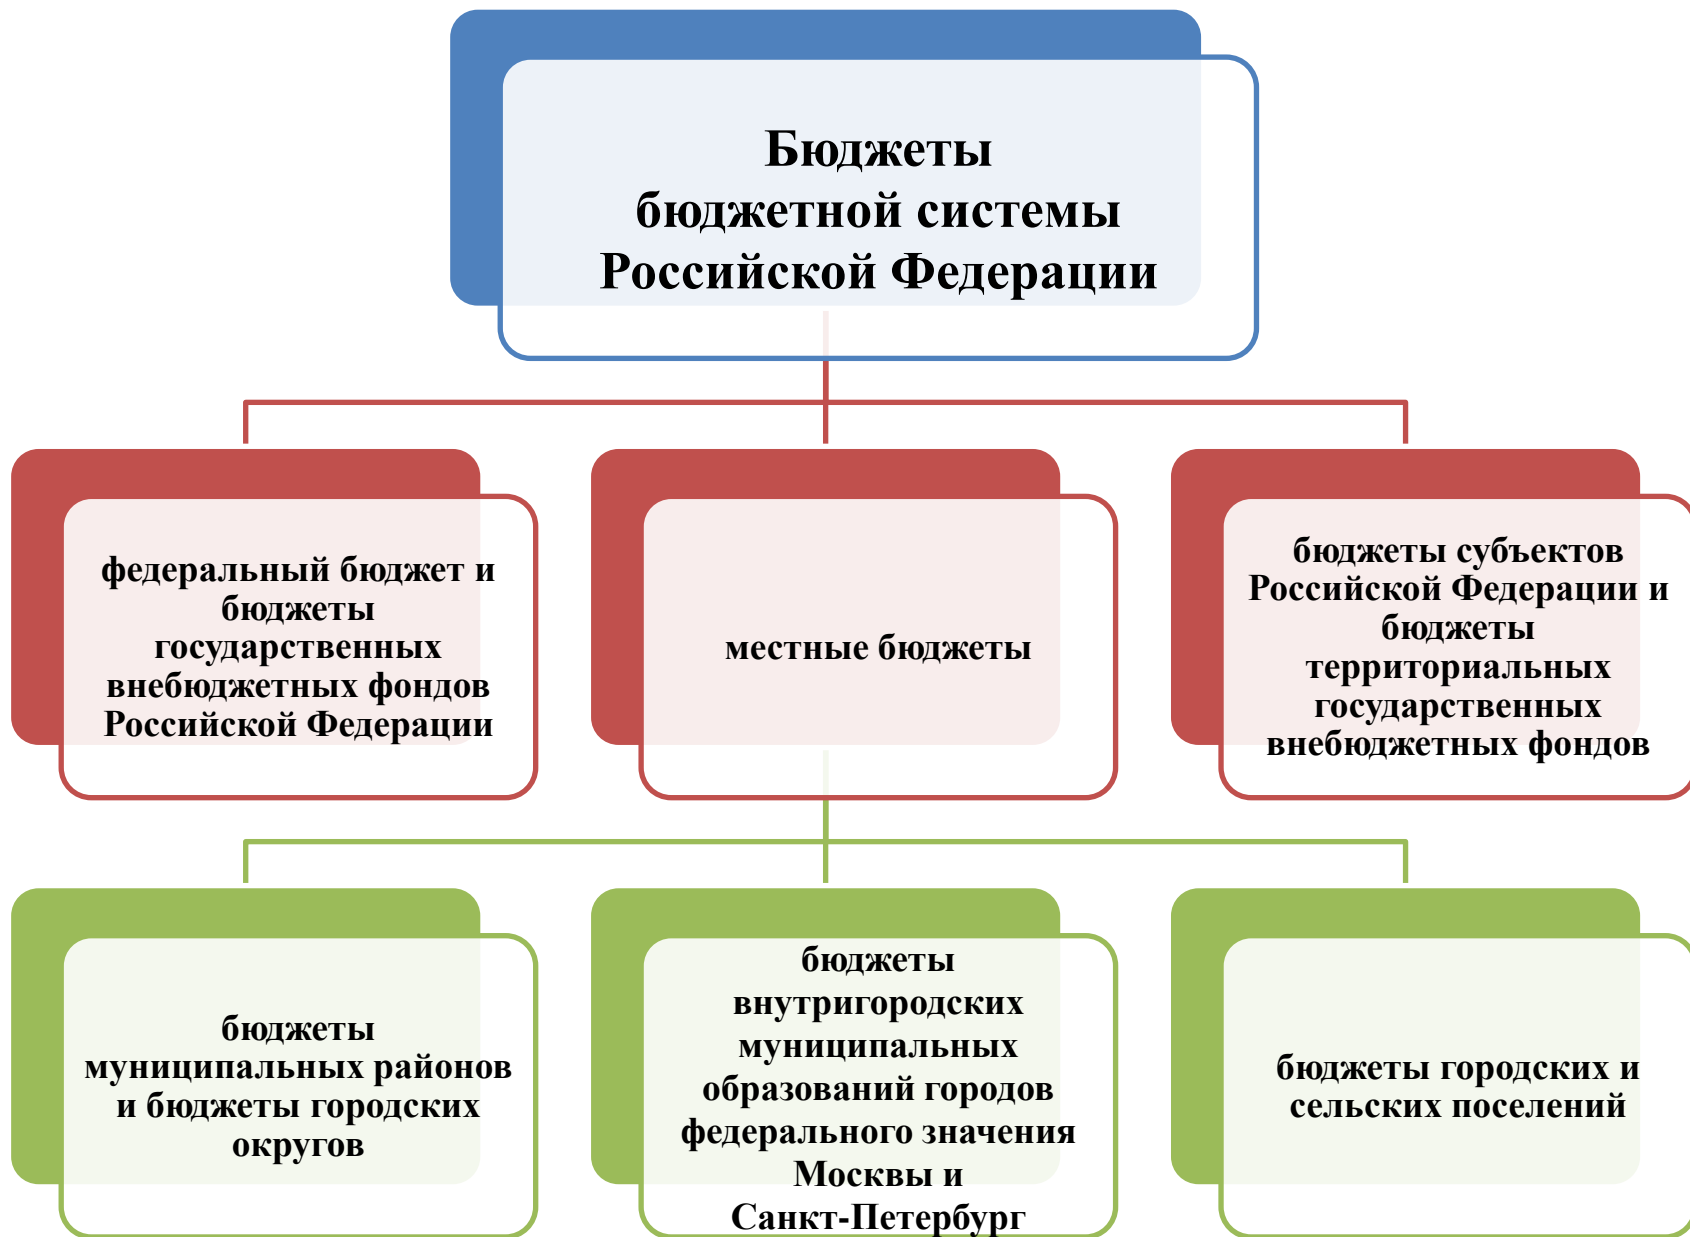 Бюджеты
бюджетной системы
Российской Федерации
федеральный бюджет и
бюджеты
государственных
внебюджетных фондов
Российской Федерации
местные бюджеты
бюджеты субъектов
Российской Федерации и
бюджеты
территориальных
государственных
внебюджетных фондов
бюджеты
муниципальных районов
и бюджеты городских
округов
бюджеты
внутригородских
муниципальных
образований городов
федерального значения
Москвы и
Санкт-Петербург
бюджеты городских и
сельских поселений